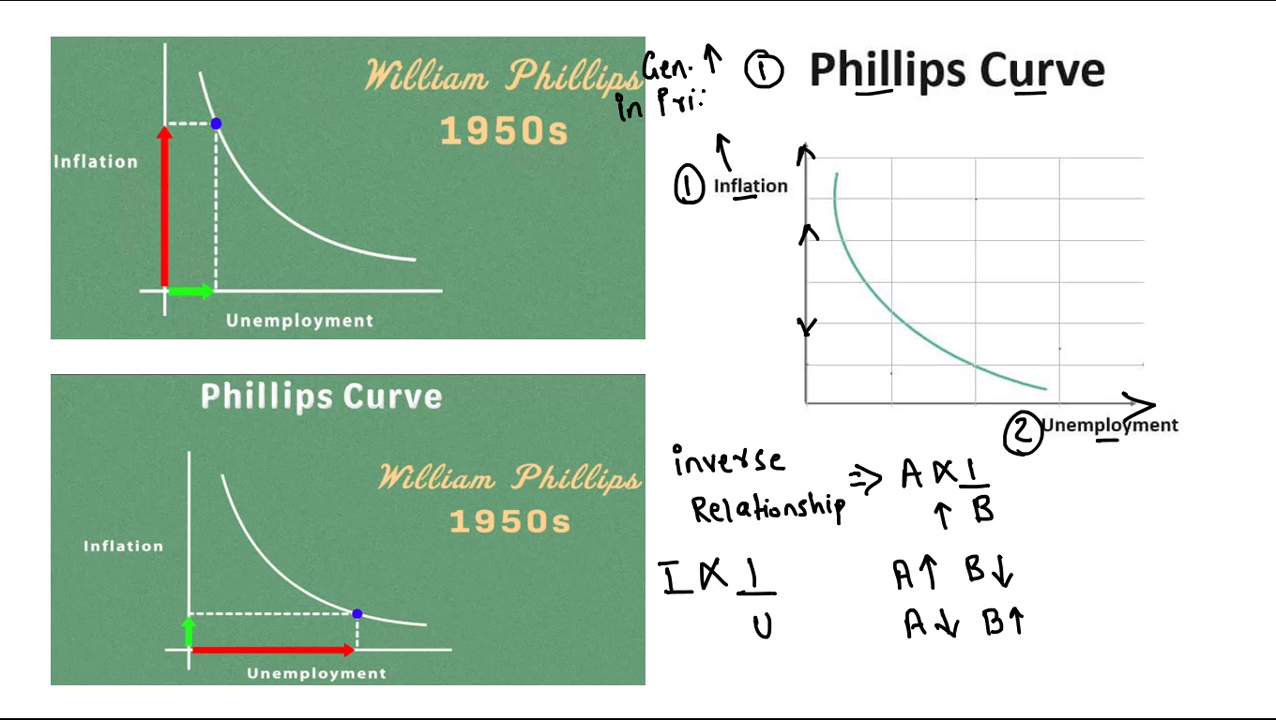 William Phillips
1950s
Inflation
Unemployment
Phillips Curve
William Phillips
1950s
Inflation
Unemployment
Gen. ↑
in Pri:
① Phillips Curve
↑
① Inflation
② Unemployment
inverse
Relationship ⇒ A ∝ 1
↑ B
I ∝ 1
U
A↑ B↓
A↓ B↑